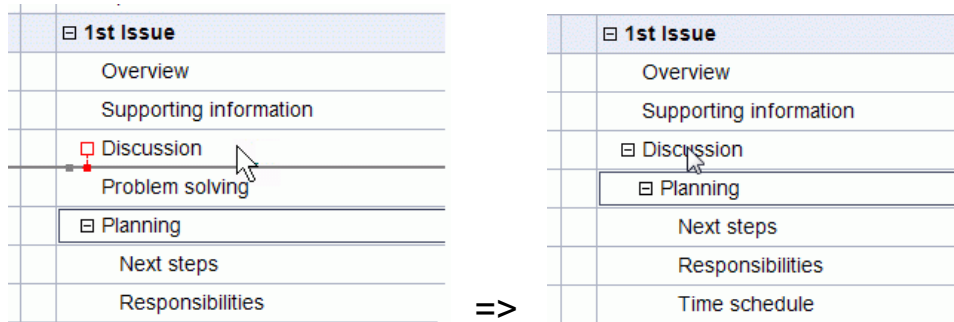 1st Issue
Overview
Supporting information
Discussion
Problem solving
Planning
Next steps
Responsibilities
=>
1st Issue
Overview
Supporting information
Discussion
Planning
Next steps
Responsibilities
Time schedule